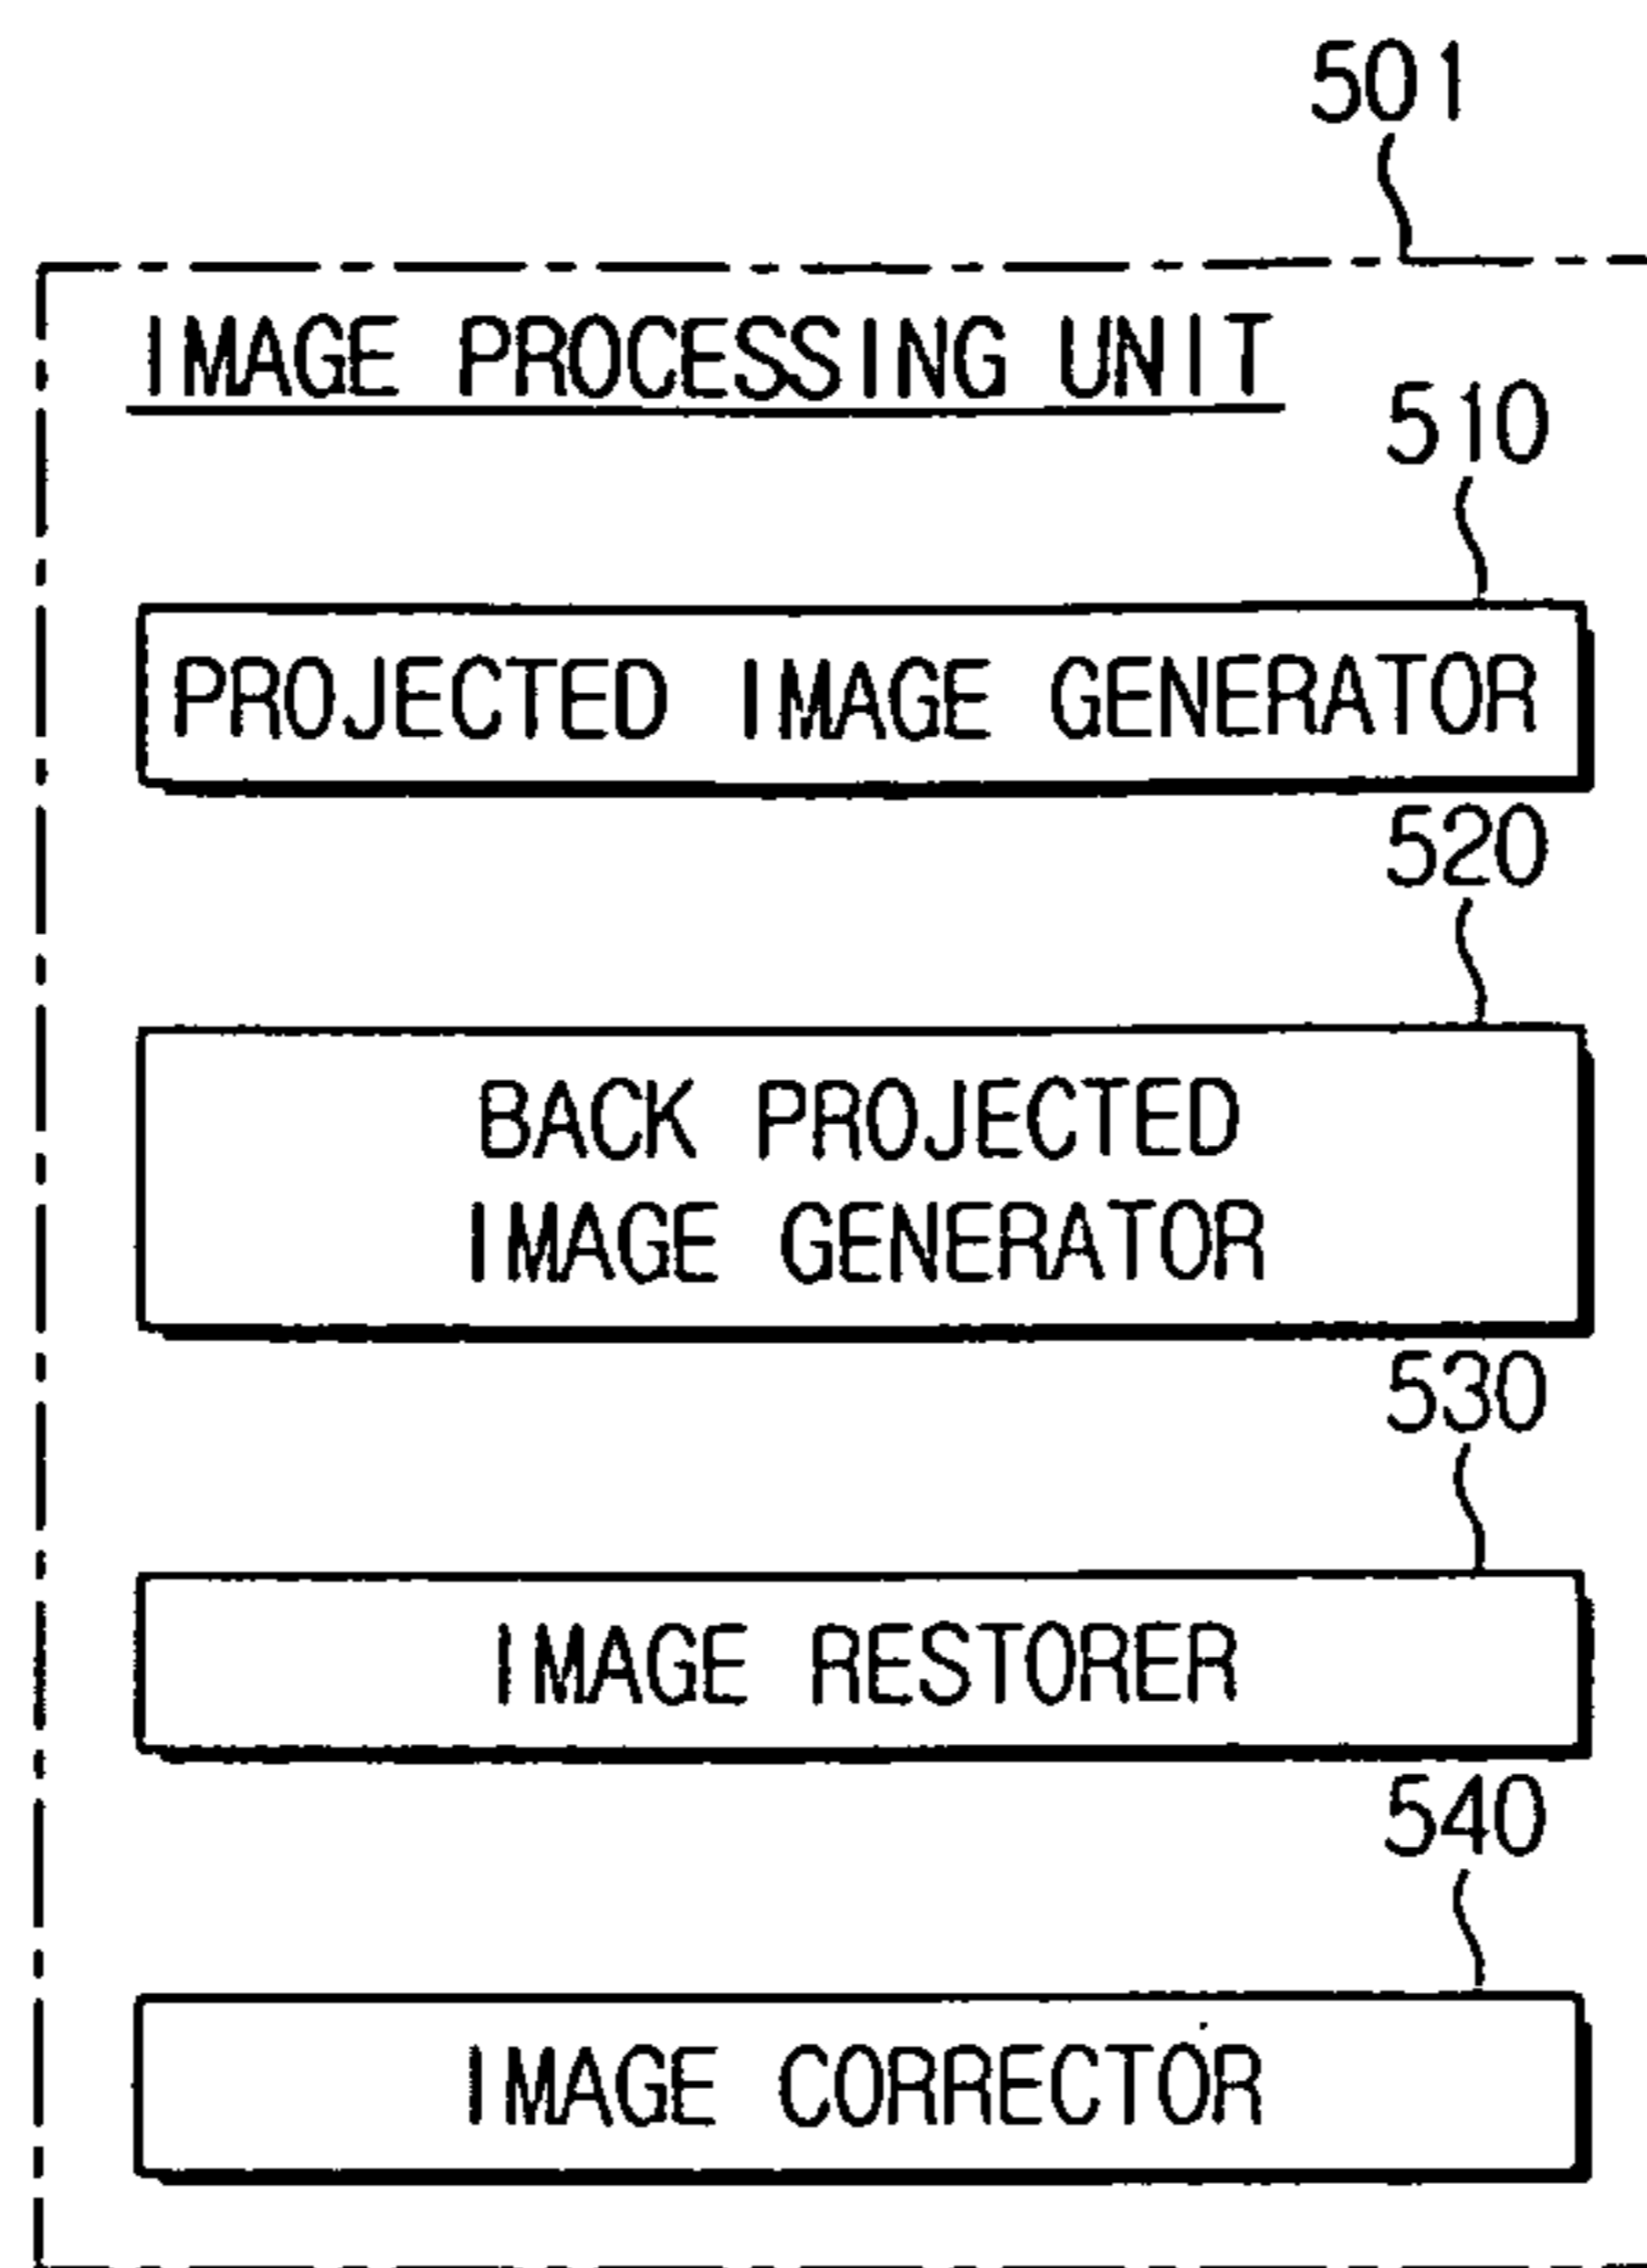 501
IMAGE PROCESSING UNIT
510
PROJECTED IMAGE GENERATOR
520
BACK PROJECTED
IMAGE GENERATOR
530
IMAGE RESTORER
540
IMAGE CORRECTOR